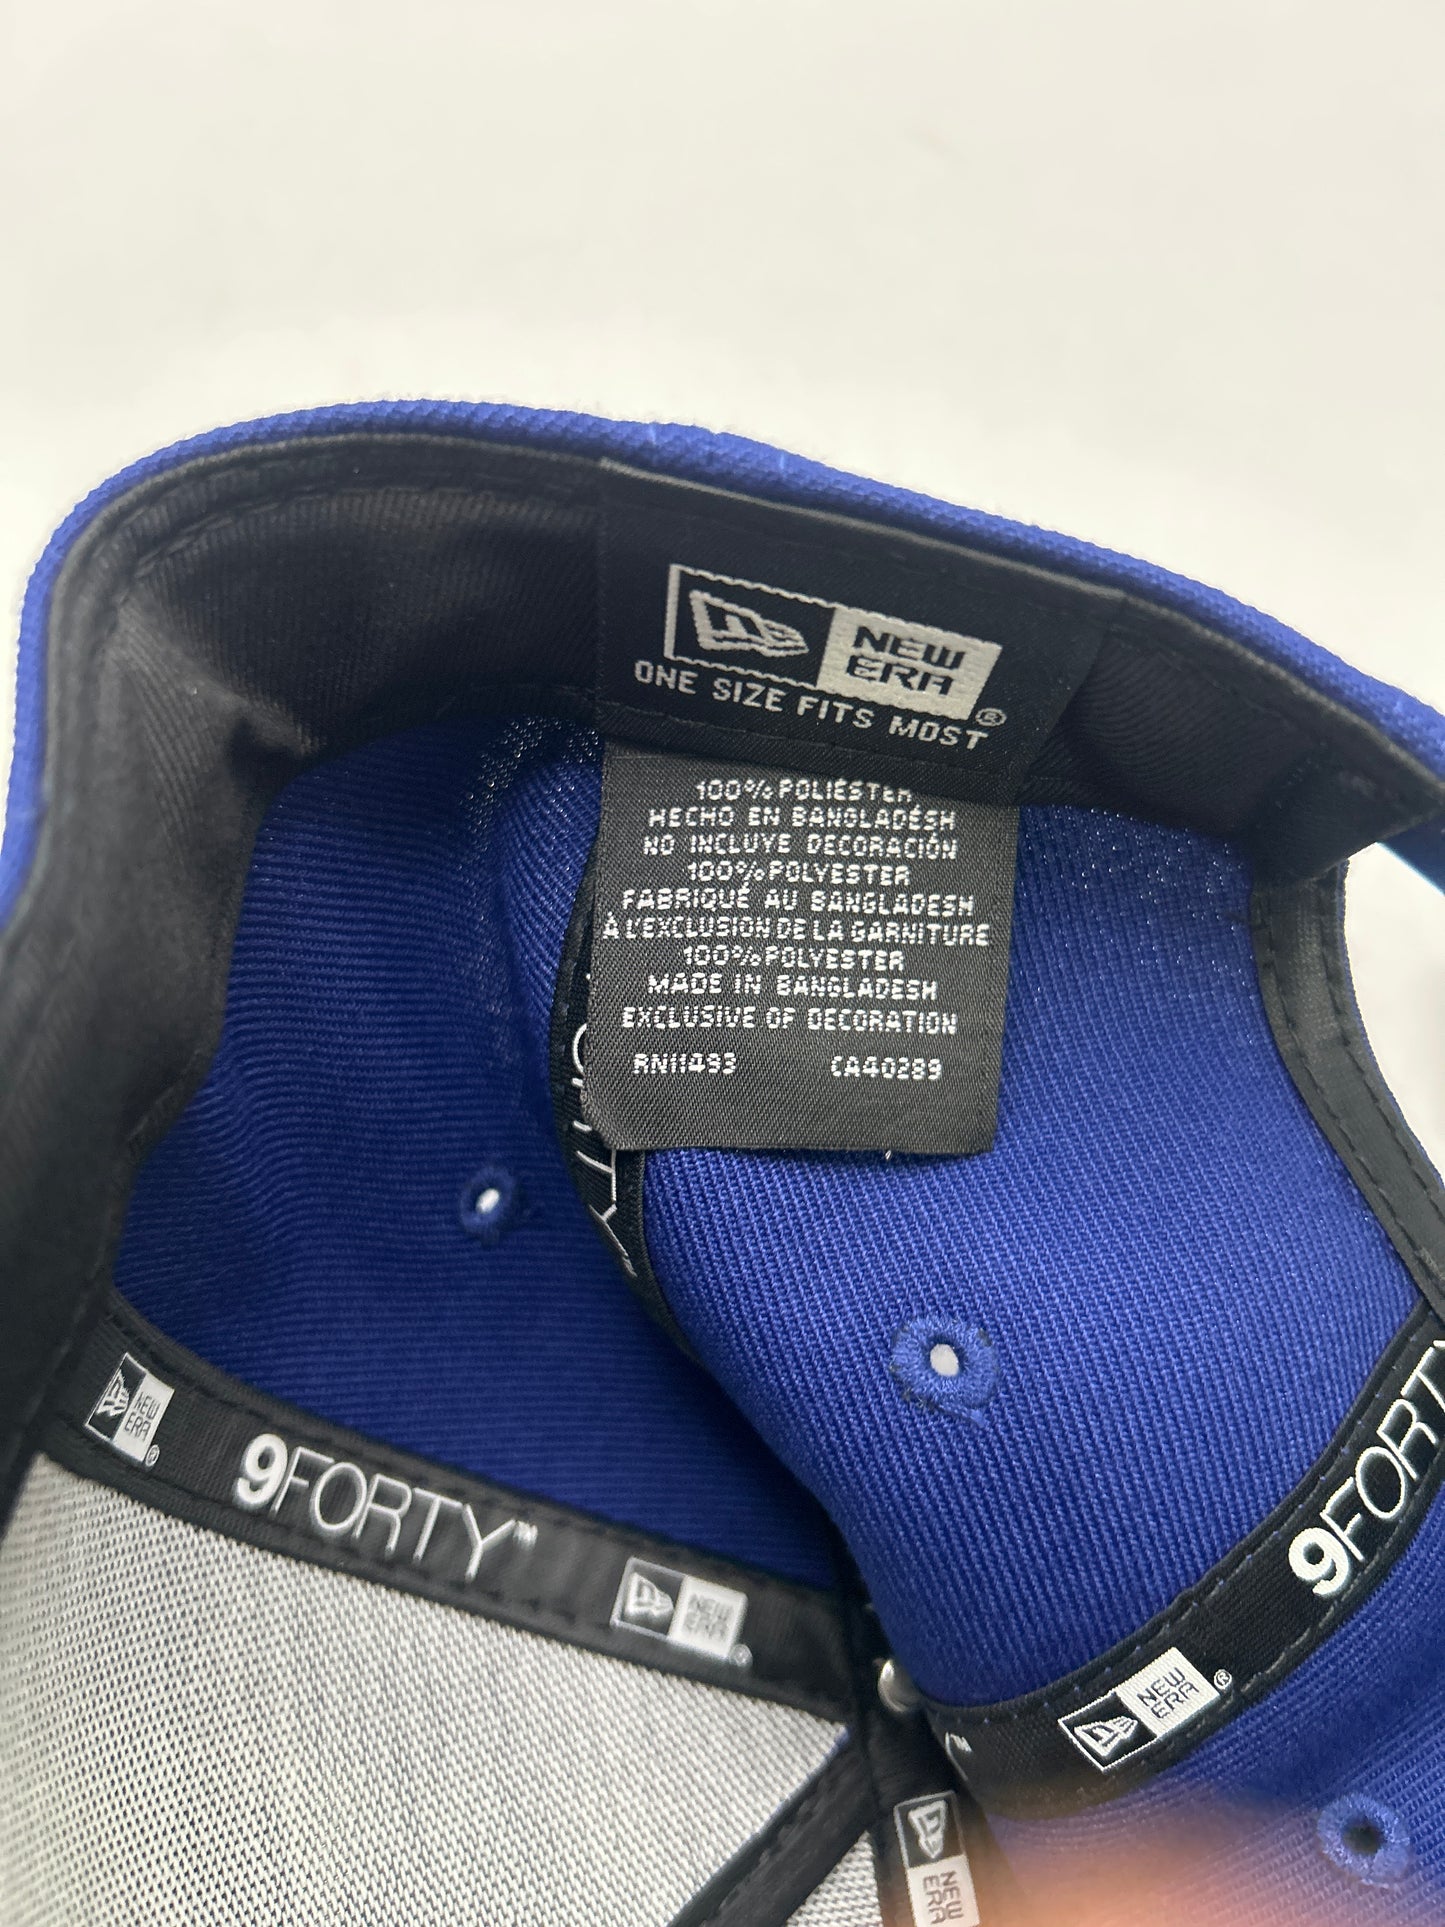 NEW
ERA
®
ONE SIZE FITS MOST
100% POLIÉSTER
HECHO EN BANGLADÉSH
NO INCLUYE DECORACIÓN
100% POLYESTER
FABRIQUÉ AU BANGLADESH
À L'EXCLUSION DE LA GARNITURE
100% POLYESTER
MADE IN BANGLADESH
EXCLUSIVE OF DECORATION
RN11493 CA40289
NEW
ERA
®
9FORTY™
NEW
ERA
®
9FORTY
NEW
ERA
®
NEW
ERA